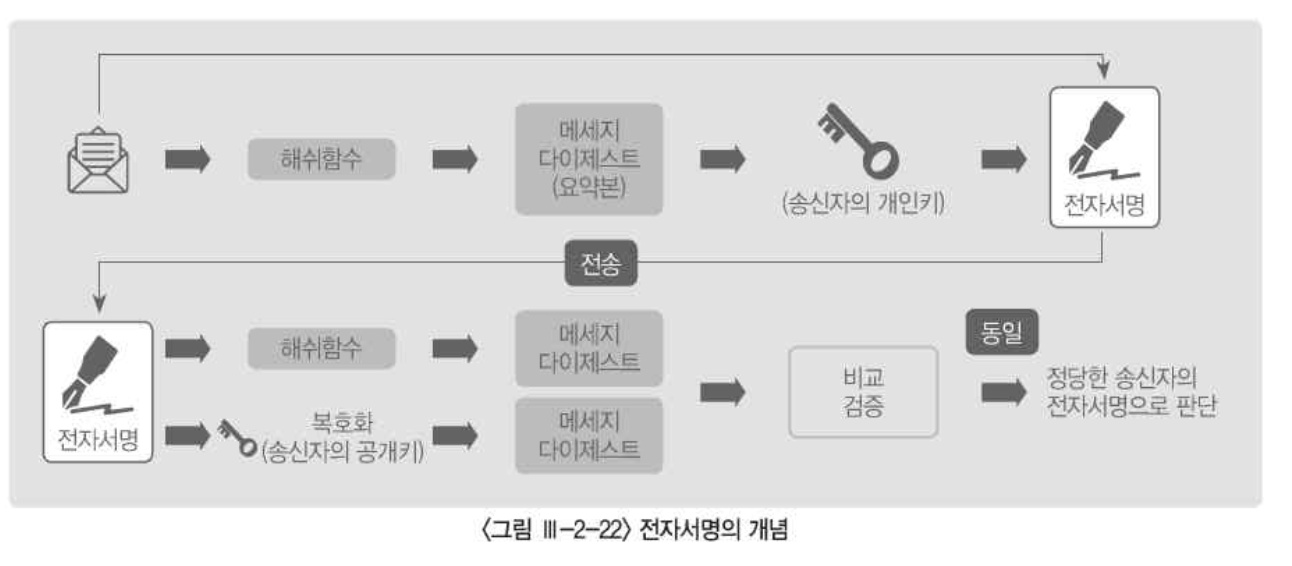 해쉬함수
메세지
다이제스트
(요약본)
(송신자의 개인키)
전자서명
전송
전자서명
해쉬함수
메세지
다이제스트
복호화
(송신자의 공개키)
메세지
다이제스트
비교
검증
동일
정당한 송신자의
전자서명으로 판단
〈그림 Ⅲ-2-22〉 전자서명의 개념